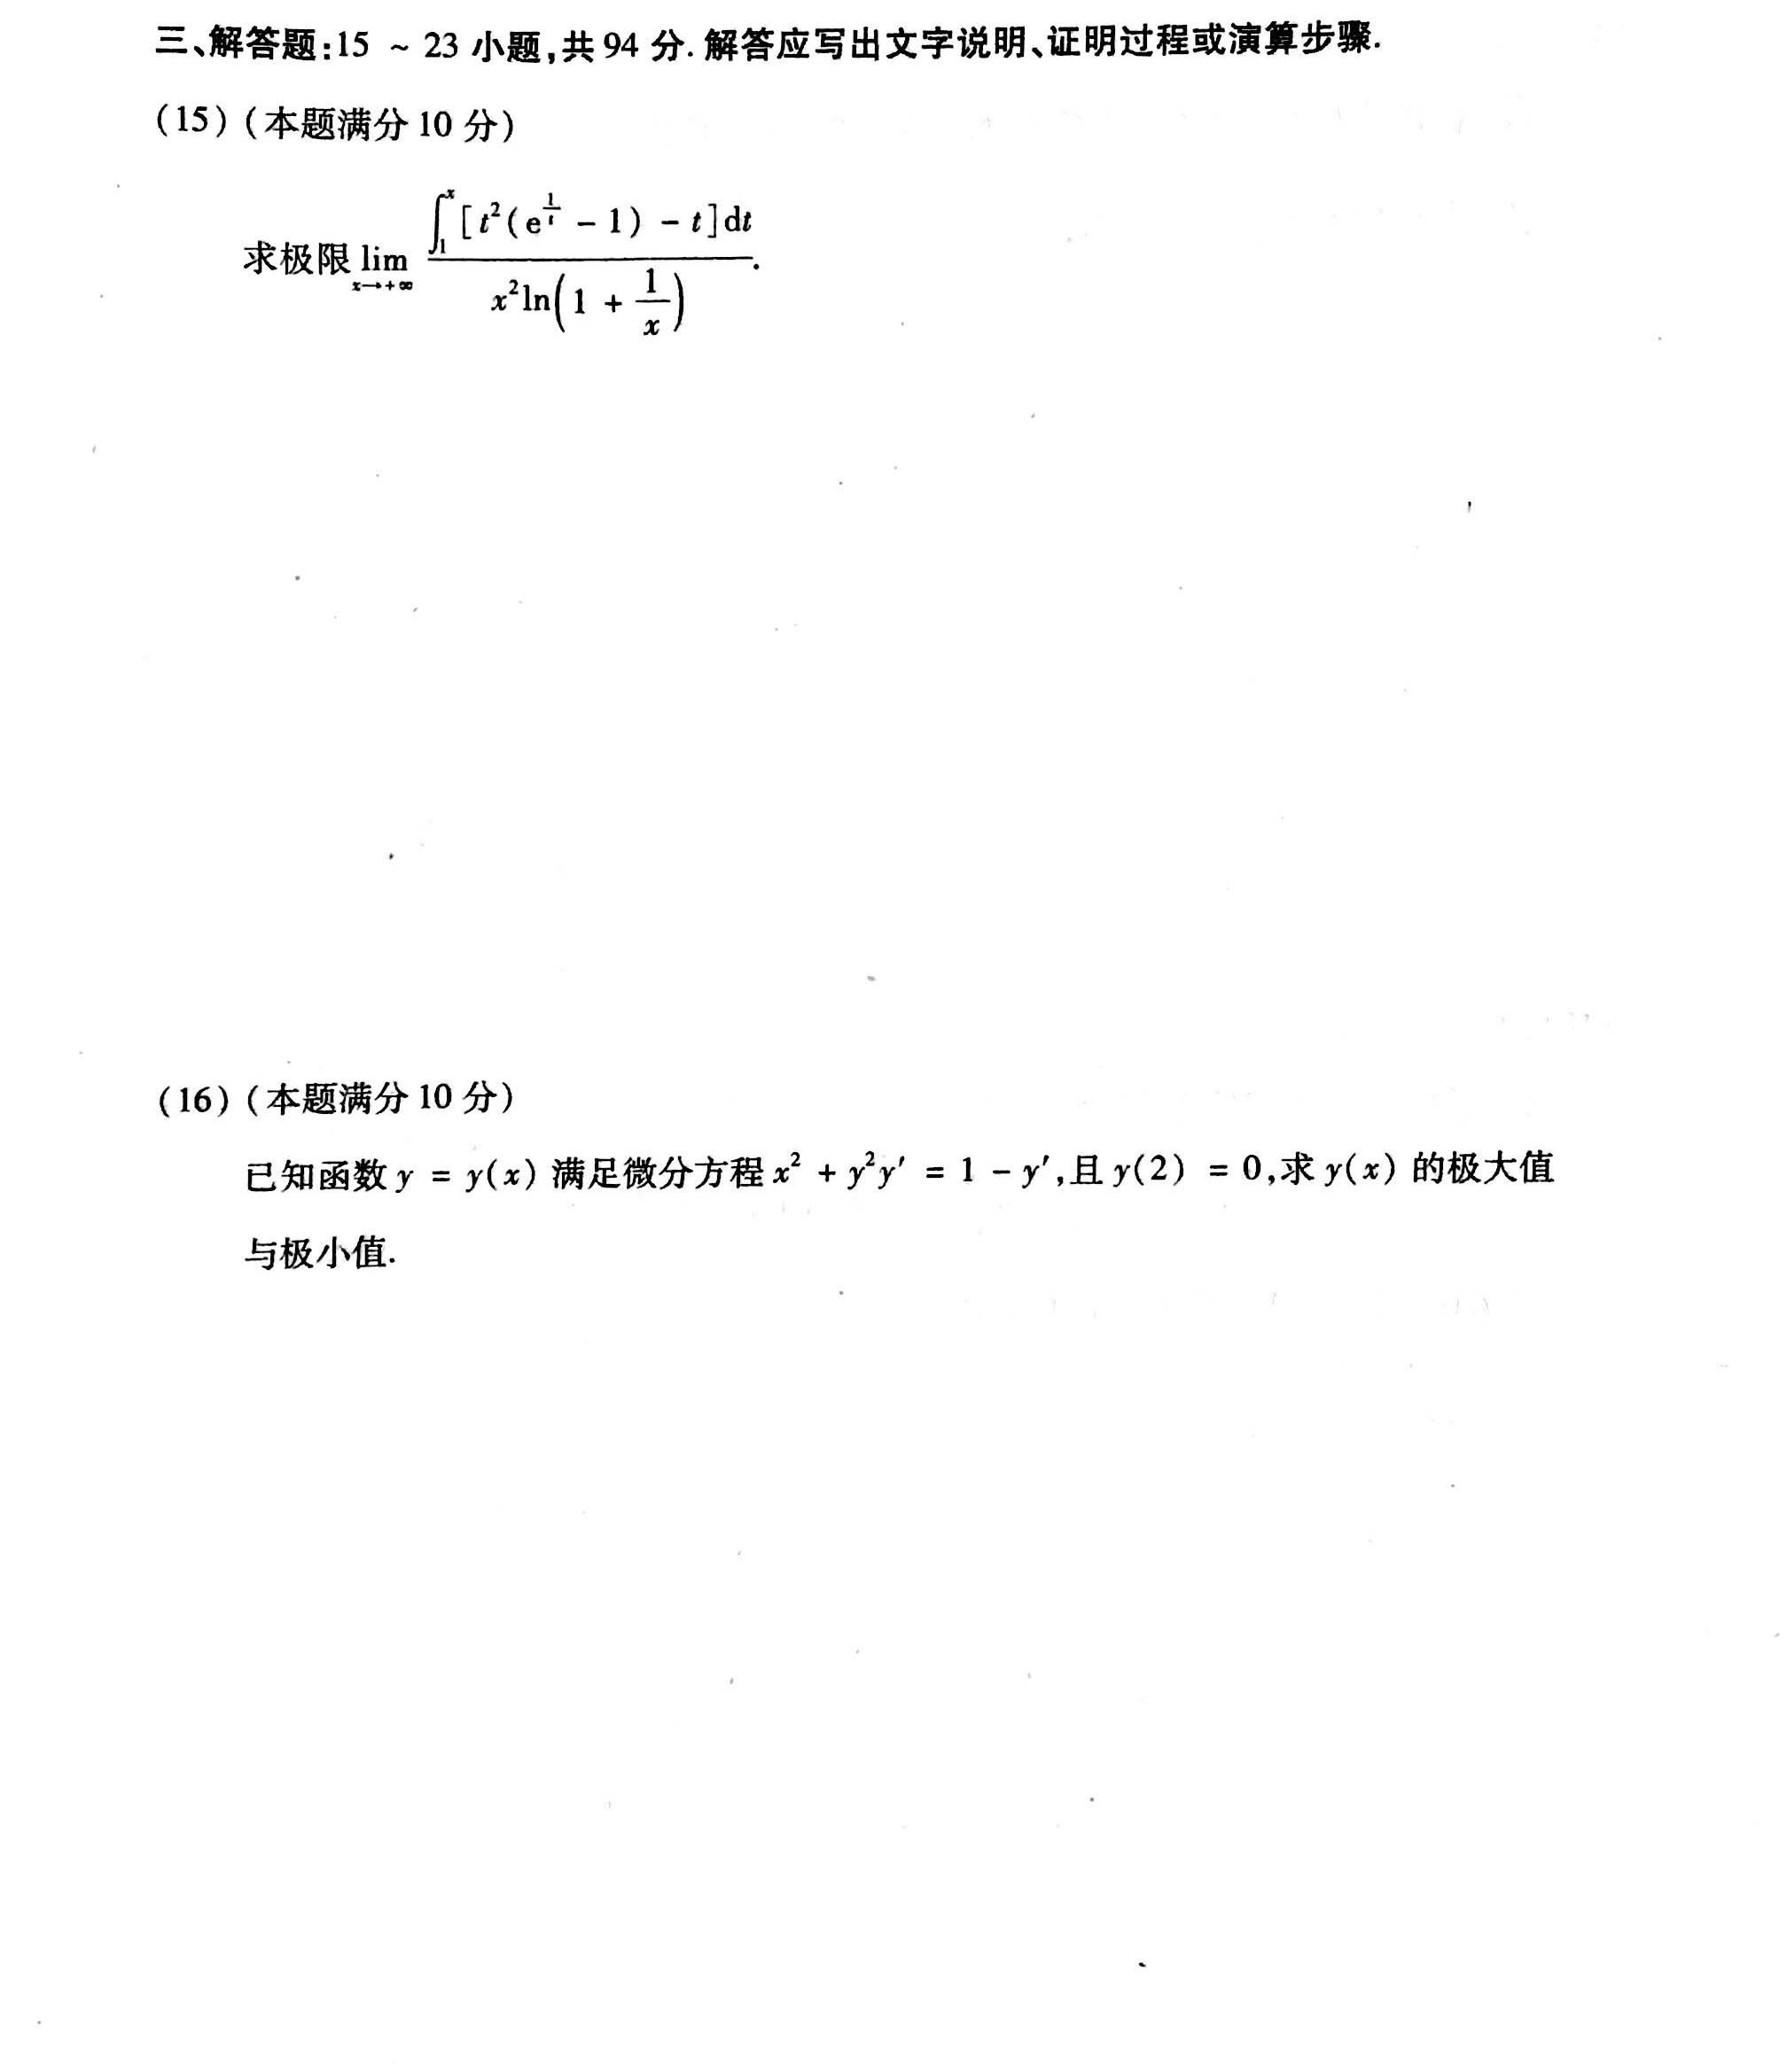 三、解答题:15 ~ 23 小题,共 94 分. 解答应写出文字说明、证明过程或演算步骤.
(15) (本题满分 10 分)
求极限 $\lim\limits_{x\to+\infty} \frac{\int_1^x [t^2(e^{\frac{1}{t}} - 1) - t]dt}{x^2\ln\left(1 + \frac{1}{x}\right)}$.
(16) (本题满分 10 分)
已知函数 $y = y(x)$ 满足微分方程 $x^2 + y^2y' = 1 - y'$,且 $y(2) = 0$,求 $y(x)$ 的极大值
与极小值.